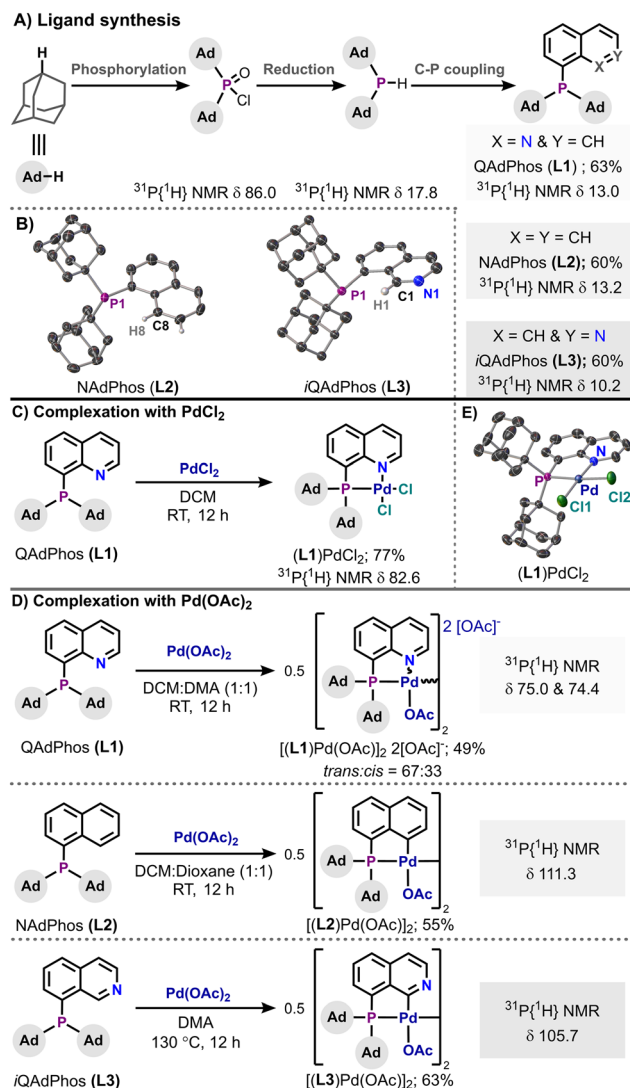 A) Ligand synthesis
H
Phosphorylation
Reduction
C-P coupling
Ad
Ad
P
O
Cl
Ad
Ad
P-H
X=Y
P
Ad
Ad
Ad-H
³¹P{¹H} NMR δ 86.0
³¹P{¹H} NMR δ 17.8
X = N & Y = CH
QAdPhos (L1) ; 63%
³¹P{¹H} NMR δ 13.0
B)
P1
H8
C8
NAdPhos (L2)
P1
H1
C1
N1
iQAdPhos (L3)
X = Y = CH
NAdPhos (L2); 60%
³¹P{¹H} NMR δ 13.2
X = CH & Y = N
iQAdPhos (L3); 60%
³¹P{¹H} NMR δ 10.2
C) Complexation with PdCl₂
N
P
Ad
Ad
QAdPhos (L1)
PdCl₂
DCM
RT, 12 h
N
Ad
P
Pd
Cl
Ad
Cl
(L1)PdCl₂; 77%
³¹P{¹H} NMR δ 82.6
E)
N
P
Pd
Cl1
Cl2
(L1)PdCl₂
D) Complexation with Pd(OAc)₂
N
P
Ad
Ad
QAdPhos (L1)
Pd(OAc)₂
DCM:DMA (1:1)
RT, 12 h
0.5
N
Ad
P
Pd
Ad
OAc
2
2 [OAc]⁻
[(L1)Pd(OAc)]₂ 2[OAc]⁻; 49%
trans:cis = 67:33
³¹P{¹H} NMR
δ 75.0 & 74.4
P
Ad
Ad
NAdPhos (L2)
Pd(OAc)₂
DCM:Dioxane (1:1)
RT, 12 h
0.5
Ad
P
Pd
Ad
OAc
2
[(L2)Pd(OAc)]₂; 55%
³¹P{¹H} NMR
δ 111.3
N
P
Ad
Ad
iQAdPhos (L3)
Pd(OAc)₂
DMA
130 °C, 12 h
0.5
N
Ad
P
Pd
Ad
OAc
2
[(L3)Pd(OAc)]₂; 63%
³¹P{¹H} NMR
δ 105.7